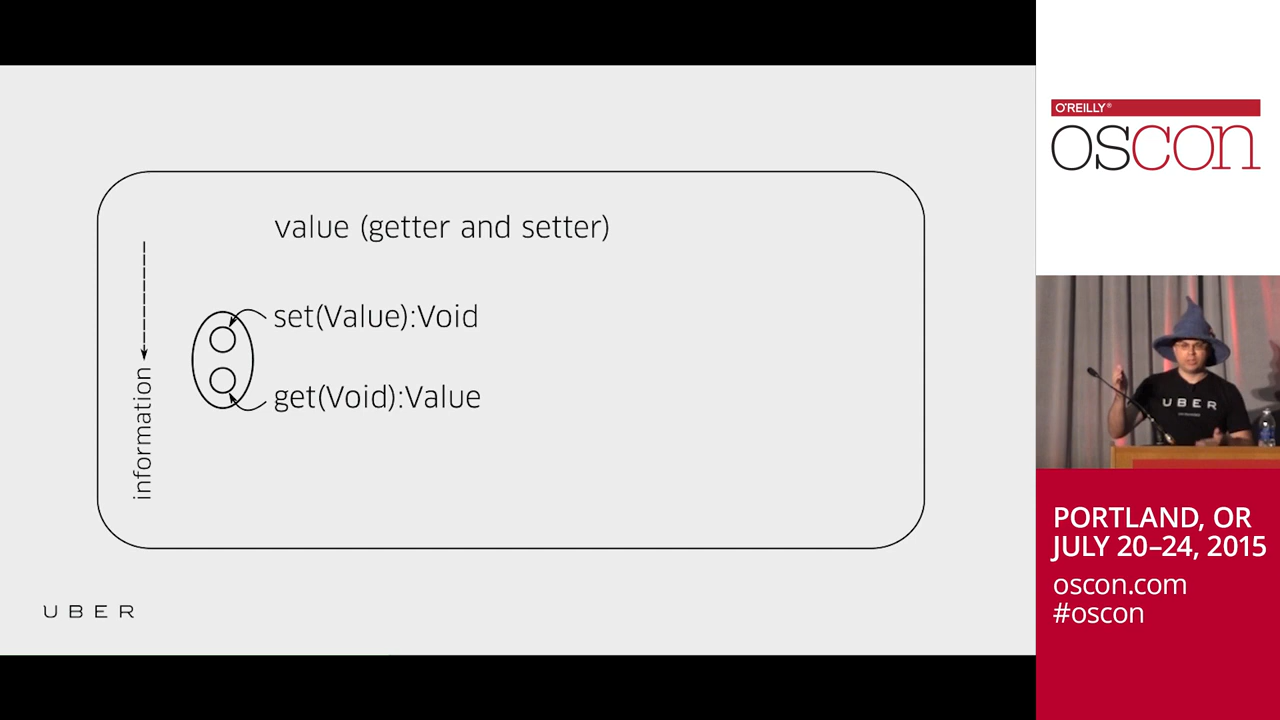 value (getter and setter)
set(Value):Void
get(Void):Value
information
UBER
O'REILLY®
OSCON
UBER
PORTLAND, OR
JULY 20–24, 2015
oscon.com
#oscon